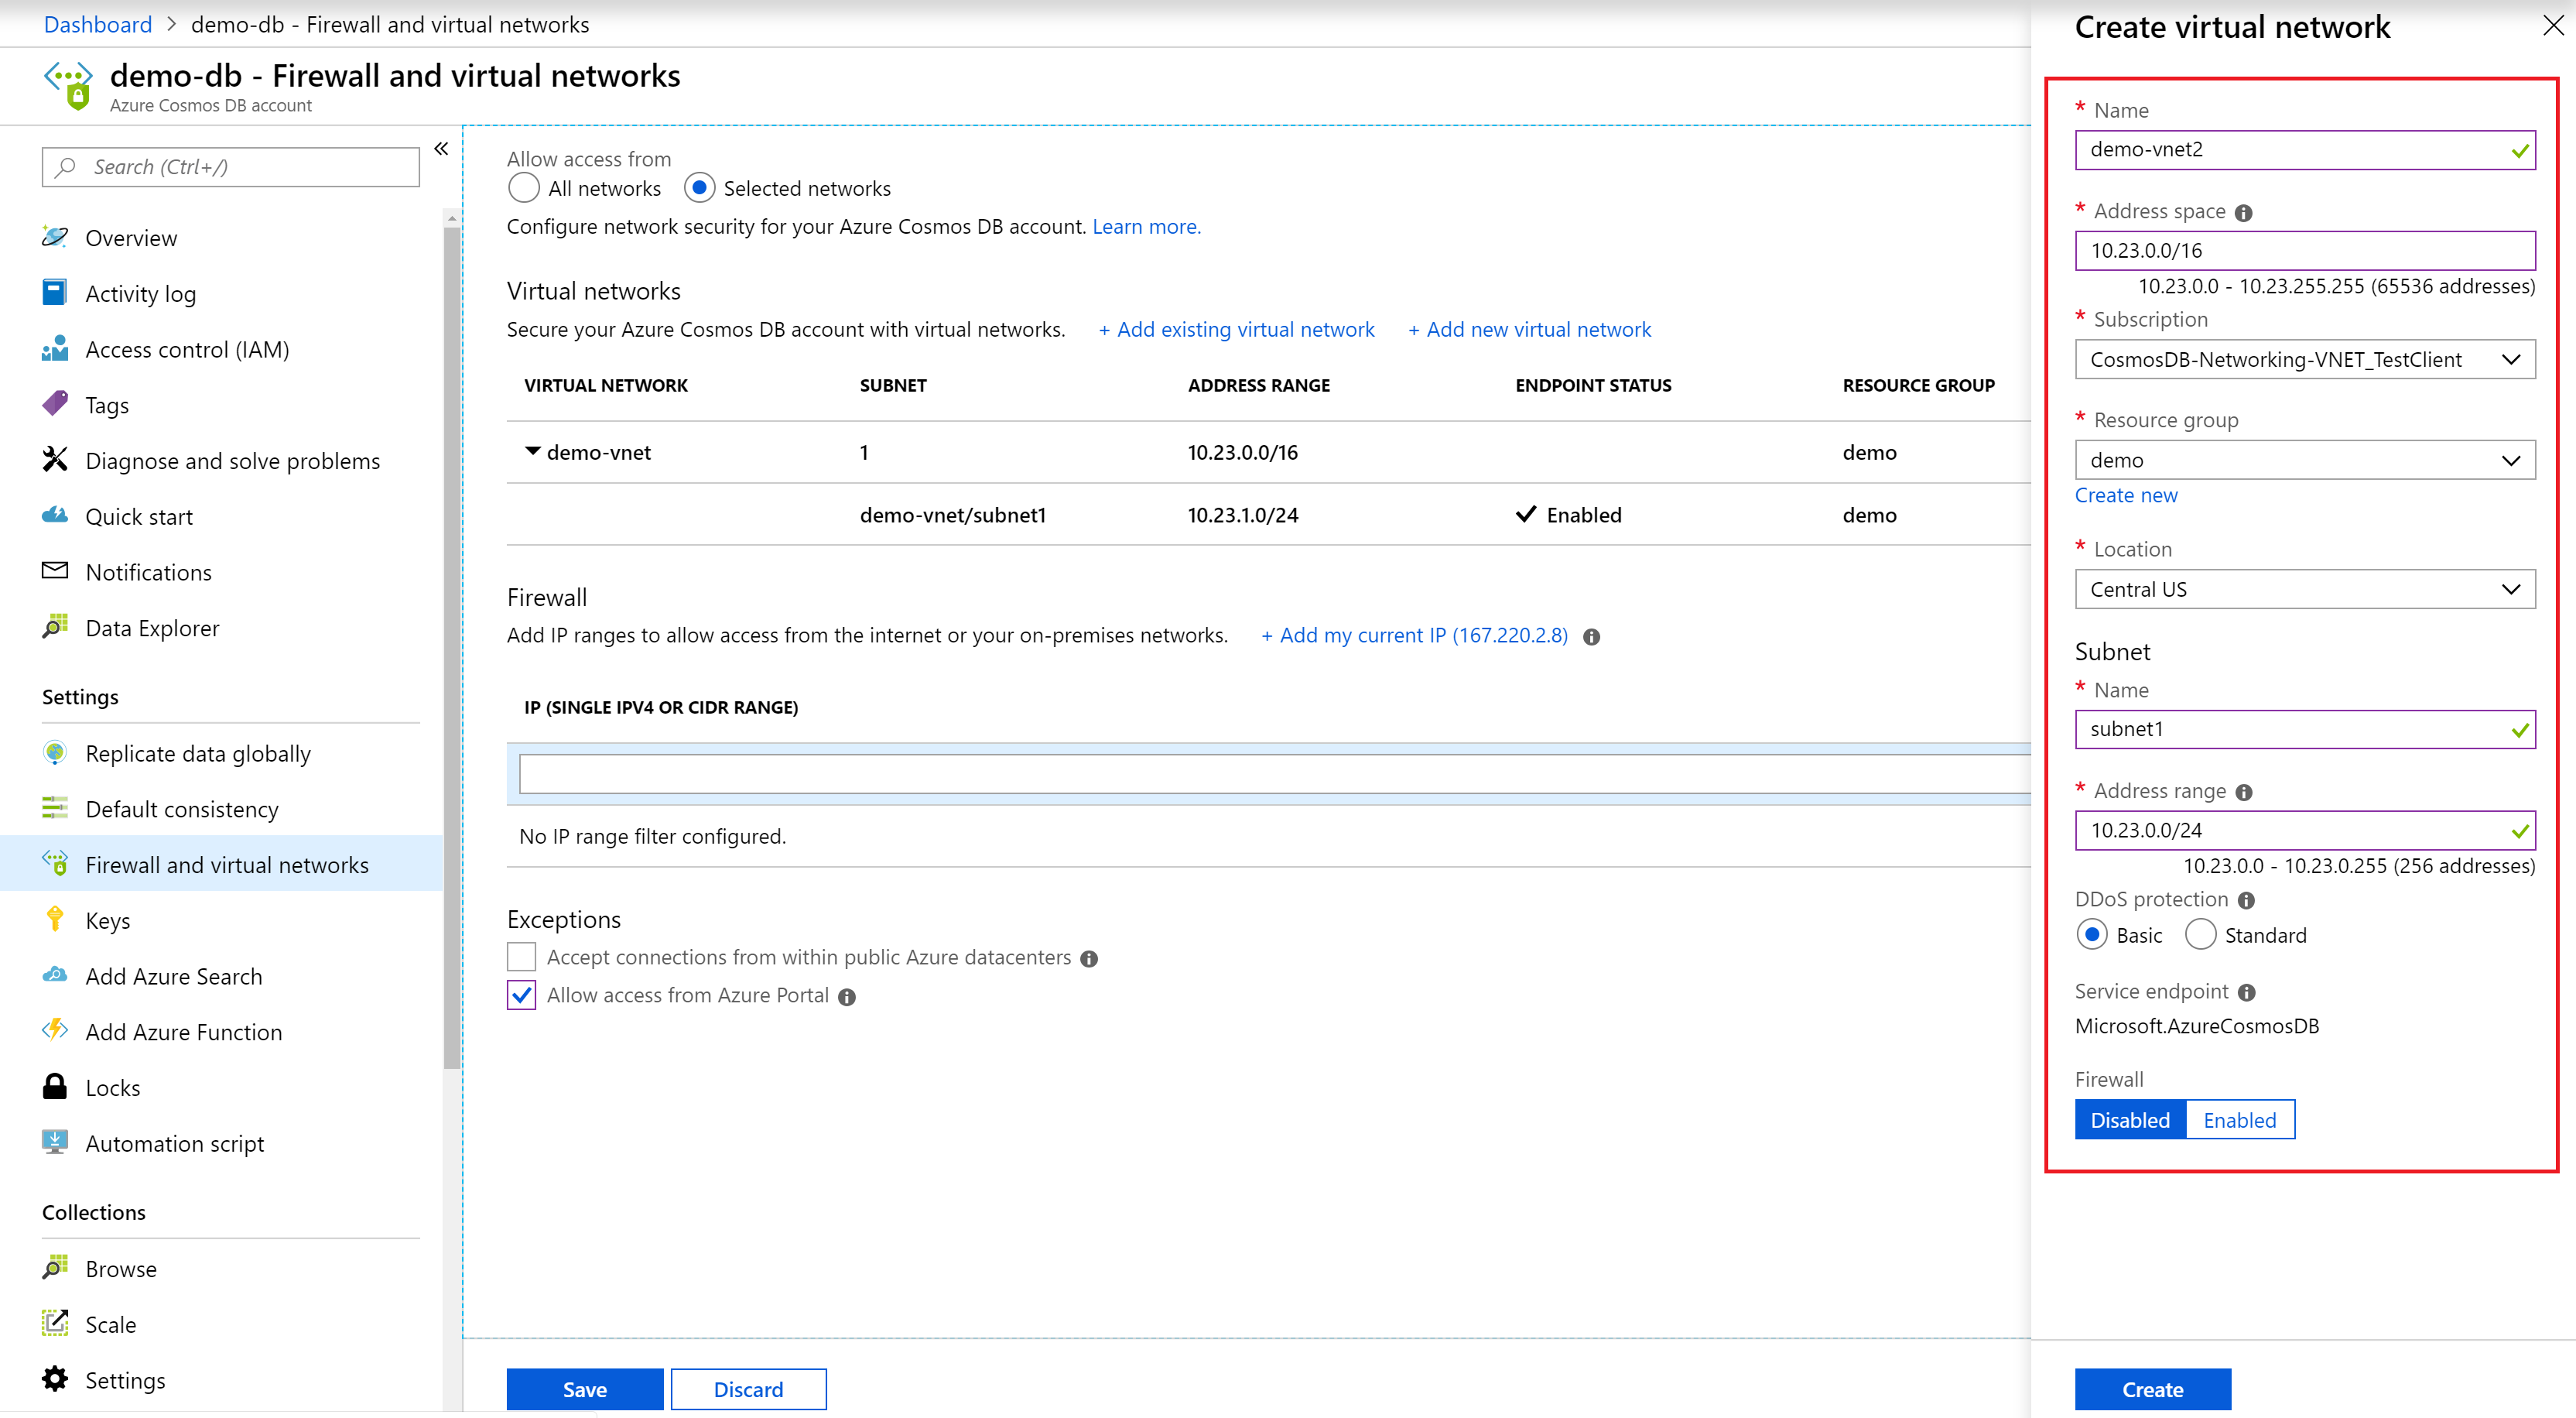 Dashboard > demo-db - Firewall and virtual networks
demo-db - Firewall and virtual networks
Azure Cosmos DB account
Search (Ctrl+/)
Overview
Activity log
Access control (IAM)
Tags
Diagnose and solve problems
Quick start
Notifications
Data Explorer
Settings
Replicate data globally
Default consistency
Firewall and virtual networks
Keys
Add Azure Search
Add Azure Function
Locks
Automation script
Collections
Browse
Scale
Settings
Allow access from
All networks Selected networks
Configure network security for your Azure Cosmos DB account. Learn more.
Virtual networks
Secure your Azure Cosmos DB account with virtual networks. + Add existing virtual network + Add new virtual network
VIRTUAL NETWORK SUBNET ADDRESS RANGE ENDPOINT STATUS RESOURCE GROUP
demo-vnet 1 10.23.0.0/16 demo
demo-vnet/subnet1 10.23.1.0/24 Enabled demo
Firewall
Add IP ranges to allow access from the internet or your on-premises networks. + Add my current IP (167.220.2.8)
IP (SINGLE IPV4 OR CIDR RANGE)
No IP range filter configured.
Exceptions
Accept connections from within public Azure datacenters
Allow access from Azure Portal
Save Discard
Create virtual network
* Name
demo-vnet2
* Address space
10.23.0.0/16
10.23.0.0 - 10.23.255.255 (65536 addresses)
* Subscription
CosmosDB-Networking-VNET_TestClient
* Resource group
demo
Create new
* Location
Central US
Subnet
* Name
subnet1
* Address range
10.23.0.0/24
10.23.0.0 - 10.23.0.255 (256 addresses)
DDoS protection
Basic Standard
Service endpoint
Microsoft.AzureCosmosDB
Firewall
Disabled Enabled
Create